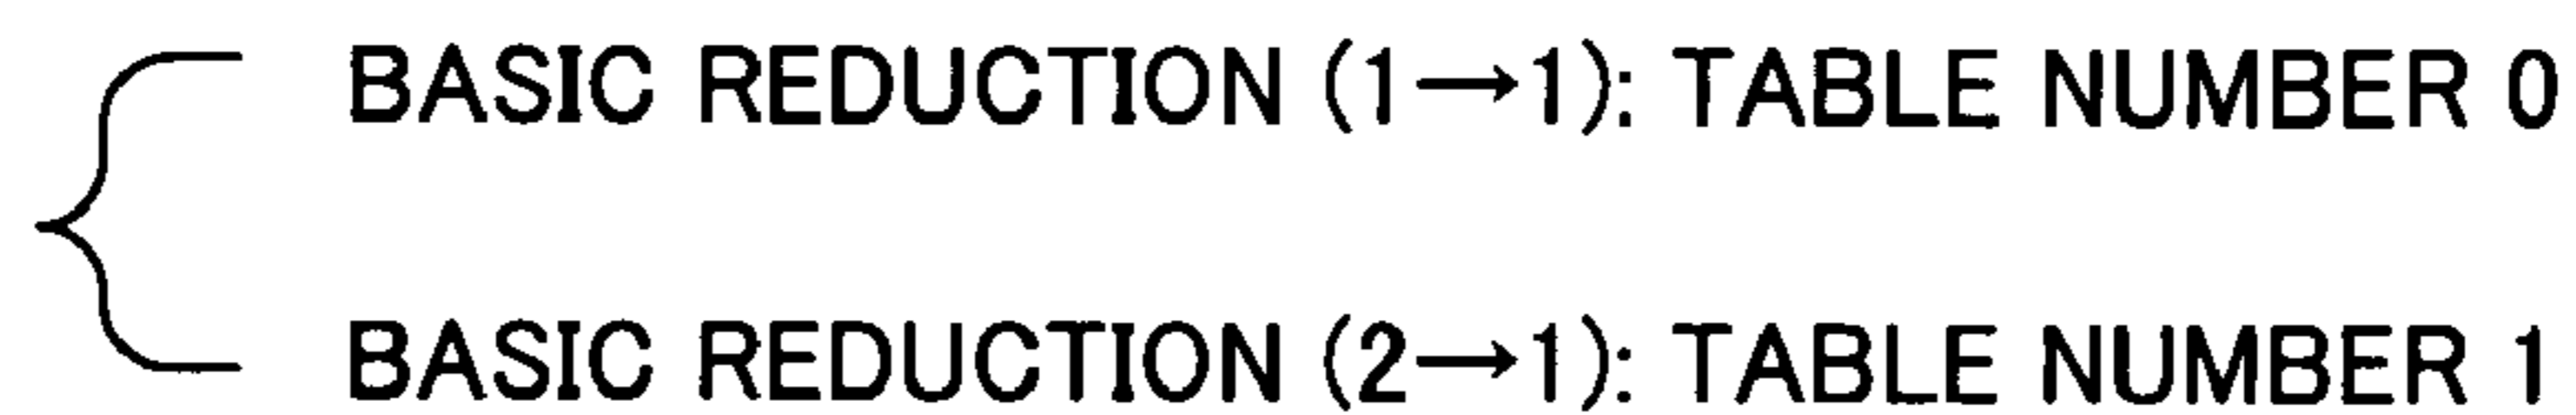 BASIC REDUCTION (1→1): TABLE NUMBER 0
BASIC REDUCTION (2→1): TABLE NUMBER 1